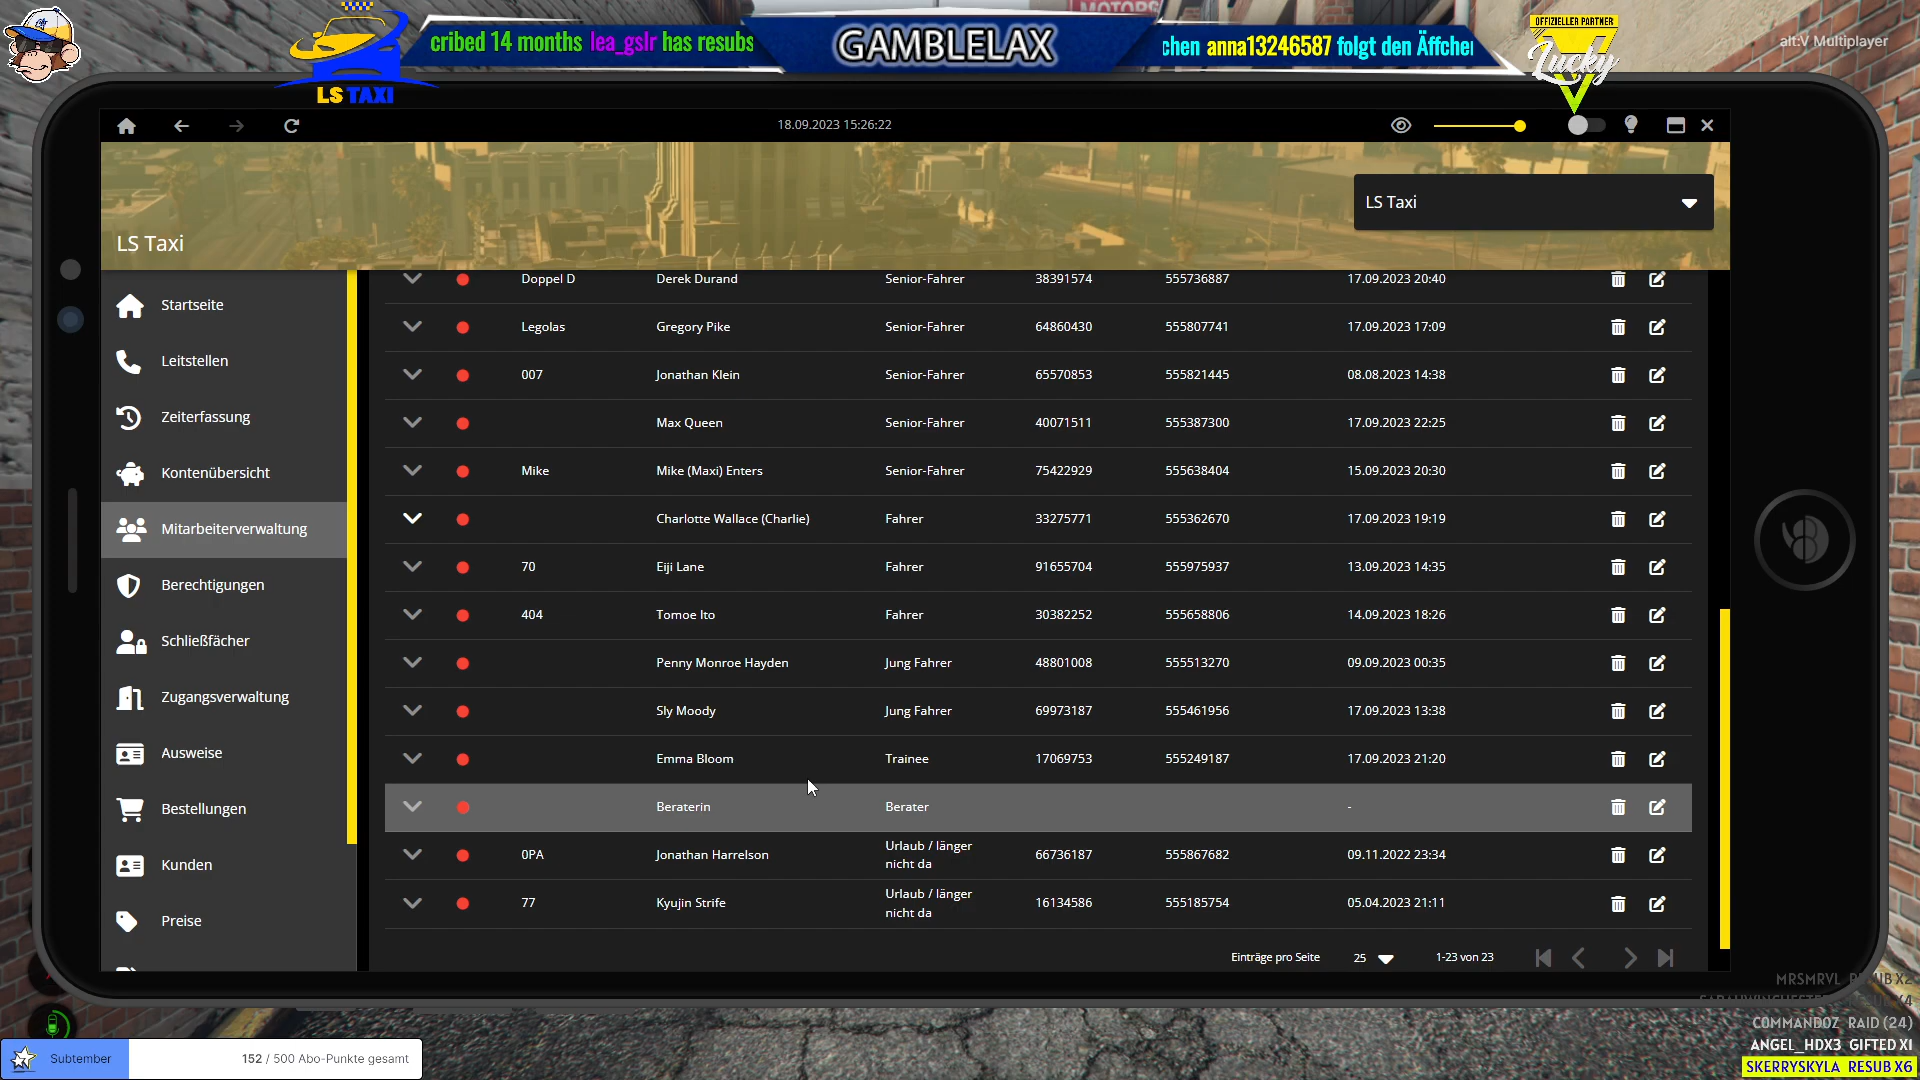 MOTORS
OFFIZIELLER PARTNER
Lucky
alt:V Multiplayer
cribed 14 months lea_gslr has resubs
GAMBLELAX
chen anna13246587 folgt den Äffchen
LS TAXI
18.09.2023 15:26:22
LS Taxi
LS Taxi
Startseite
Leitstellen
Zeiterfassung
Kontenübersicht
Mitarbeiterverwaltung
Berechtigungen
Schließfächer
Zugangsverwaltung
Ausweise
Bestellungen
Kunden
Preise
Doppel D Derek Durand Senior-Fahrer 38391574 555736887 17.09.2023 20:40
Legolas Gregory Pike Senior-Fahrer 64860430 555807741 17.09.2023 17:09
007 Jonathan Klein Senior-Fahrer 65570853 555821445 08.08.2023 14:38
Max Queen Senior-Fahrer 40071511 555387300 17.09.2023 22:25
Mike Mike (Maxi) Enters Senior-Fahrer 75422929 555638404 15.09.2023 20:30
Charlotte Wallace (Charlie) Fahrer 33275771 555362670 17.09.2023 19:19
70 Eiji Lane Fahrer 91655704 555975937 13.09.2023 14:35
404 Tomoe Ito Fahrer 30382252 555658806 14.09.2023 18:26
Penny Monroe Hayden Jung Fahrer 48801008 555513270 09.09.2023 00:35
Sly Moody Jung Fahrer 69973187 555461956 17.09.2023 13:38
Emma Bloom Trainee 17069753 555249187 17.09.2023 21:20
Beraterin Berater -
0PA Jonathan Harrelson Urlaub / länger nicht da 66736187 555867682 09.11.2022 23:34
77 Kyujin Strife Urlaub / länger nicht da 16134586 555185754 05.04.2023 21:11
Einträge pro Seite 25 1-23 von 23
MRSMRVL
COMMANDOZ RAID (24)
ANGEL_HDX3 GIFTED X1
SKERRYSKYLA RESUB X6
Subtember 152 / 500 Abo-Punkte gesamt